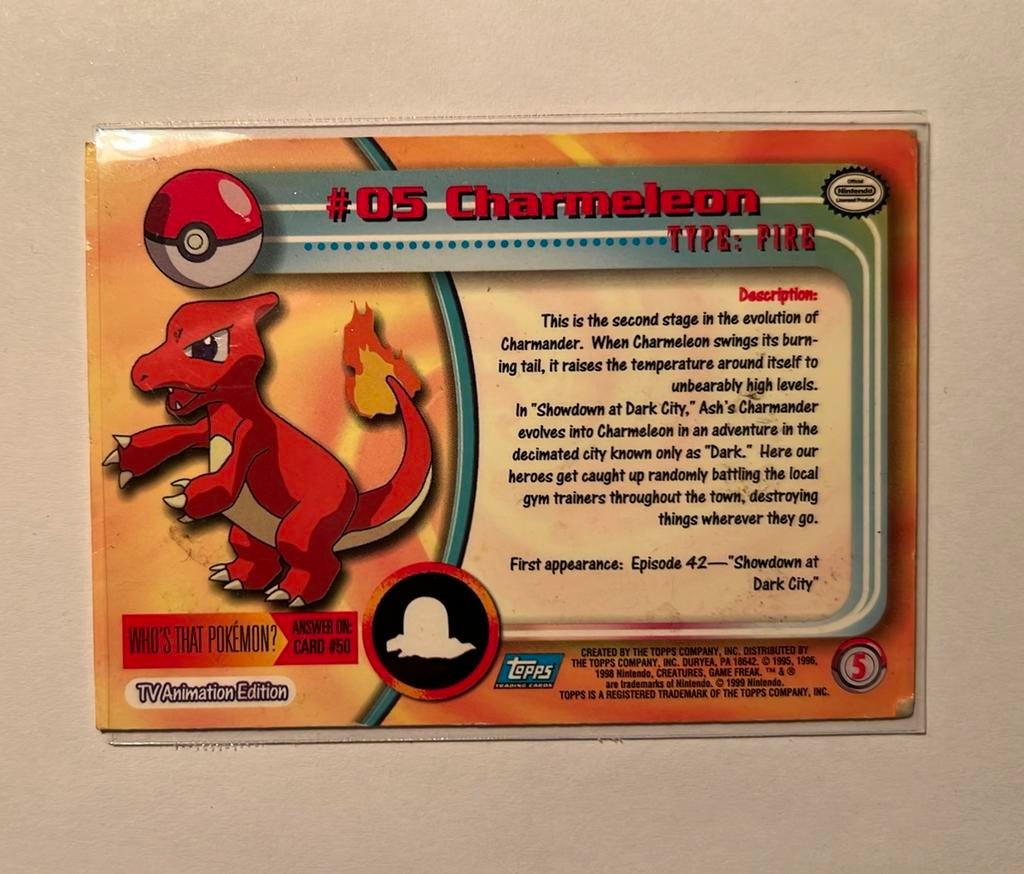 #05 Charmeleon
Official
Nintendo
Licensed Product
TYPE: FIRE
Description:
This is the second stage in the evolution of
Charmander. When Charmeleon swings its burn-
ing tail, it raises the temperature around itself to
unbearably high levels.
In "Showdown at Dark City," Ash's Charmander
evolves into Charmeleon in an adventure in the
decimated city known only as "Dark." Here our
heroes get caught up randomly battling the local
gym trainers throughout the town, destroying
things wherever they go.
First appearance: Episode 42—"Showdown at
Dark City"
WHO'S THAT POKÉMON?
ANSWER ON:
CARD #50
TV Animation Edition
Topps
TRADING CARDS
CREATED BY THE TOPPS COMPANY, INC. DISTRIBUTED BY
THE TOPPS COMPANY, INC. DURYEA, PA 18642. © 1995, 1996,
1998 Nintendo, CREATURES, GAME FREAK. ™ & ®
are trademarks of Nintendo. © 1999 Nintendo.
TOPPS IS A REGISTERED TRADEMARK OF THE TOPPS COMPANY, INC.
5